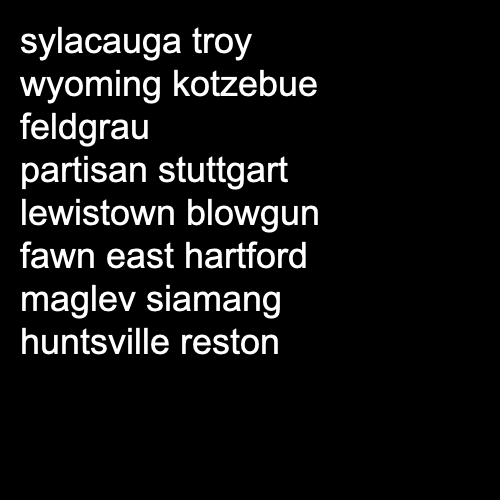 sylacauga troy
wyoming kotzebue
feldgrau
partisan stuttgart
lewistown blowgun
fawn east hartford
maglev siamang
huntsville reston